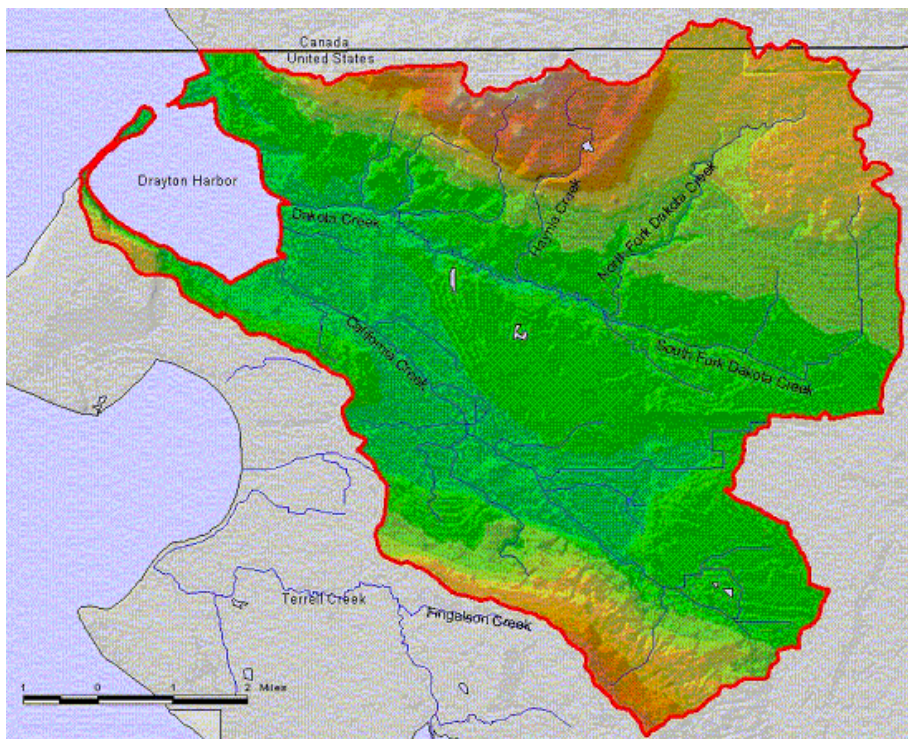 Canada
United States
Drayton Harbor
Dakota Creek
Haynie Creek
North Fork Dakota Creek
California Creek
South Fork Dakota Creek
Terrell Creek
Fingalson Creek
1 0 1 2 Miles